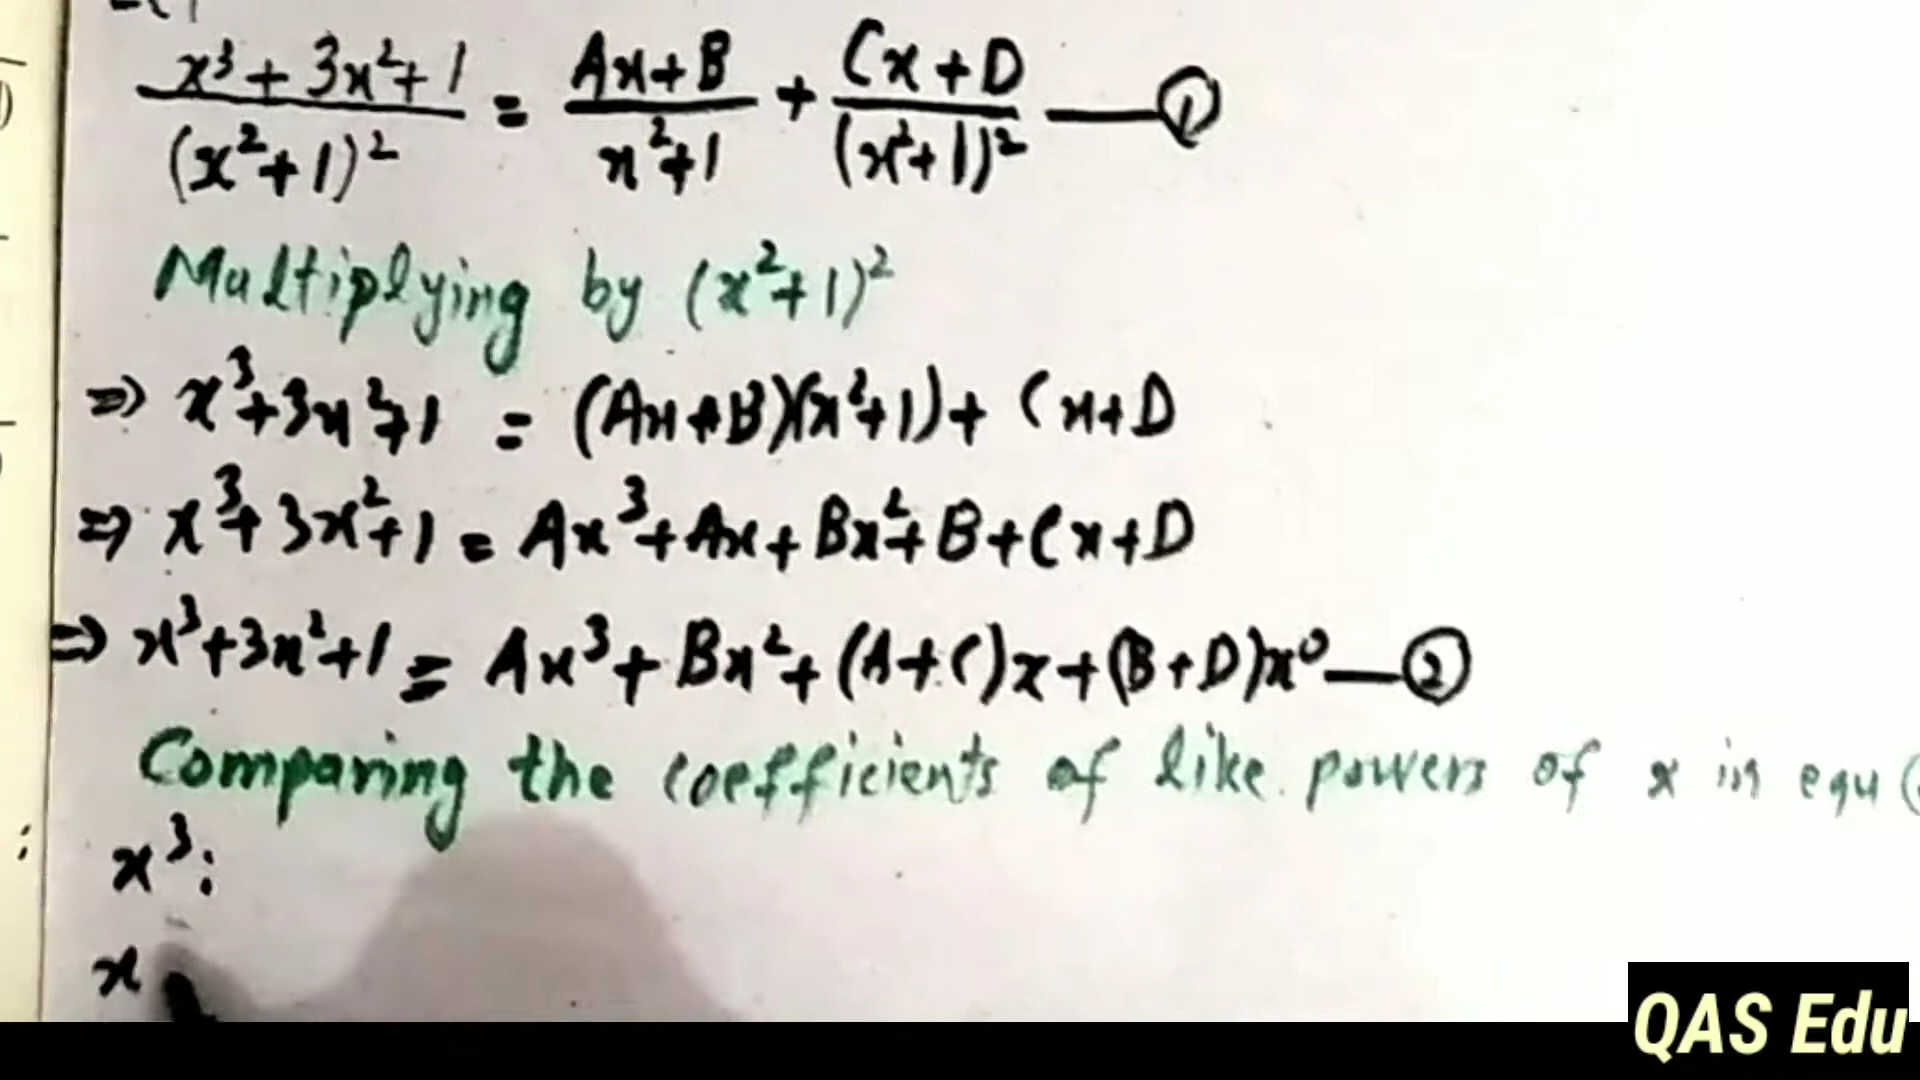 x³ + 3x² + 1 / (x² + 1)² = Ax + B / x² + 1 + Cx + D / (x² + 1)² — ①
Multiplying by (x² + 1)²
⇒ x³ + 3x² + 1 = (Ax + B)(x² + 1) + Cx + D
⇒ x³ + 3x² + 1 = Ax³ + Ax + Bx² + B + Cx + D
⇒ x³ + 3x² + 1 = Ax³ + Bx² + (A + C)x + (B + D)x⁰ — ②
Comparing the coefficients of like powers of x in equ (
x³ :
x
QAS Edu